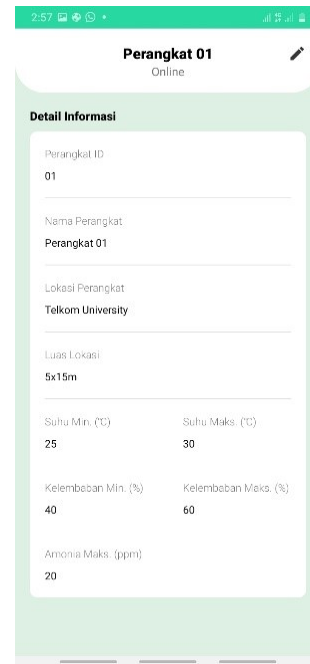 2:57
Perangkat 01
Online
Detail Informasi
Perangkat ID
01
Nama Perangkat
Perangkat 01
Lokasi Perangkat
Telkom University
Luas Lokasi
5x15m
Suhu Min. (°C) Suhu Maks. (°C)
25 30
Kelembaban Min. (%) Kelembaban Maks. (%)
40 60
Amonia Maks. (ppm)
20